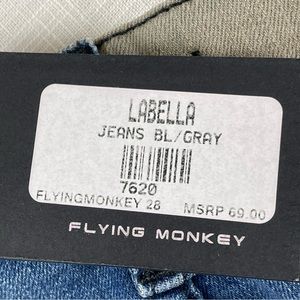 LABELLA
JEANS BL/GRAY
7620
FLYINGMONKEY 28 MSRP 69.00
FLYING MONKEY